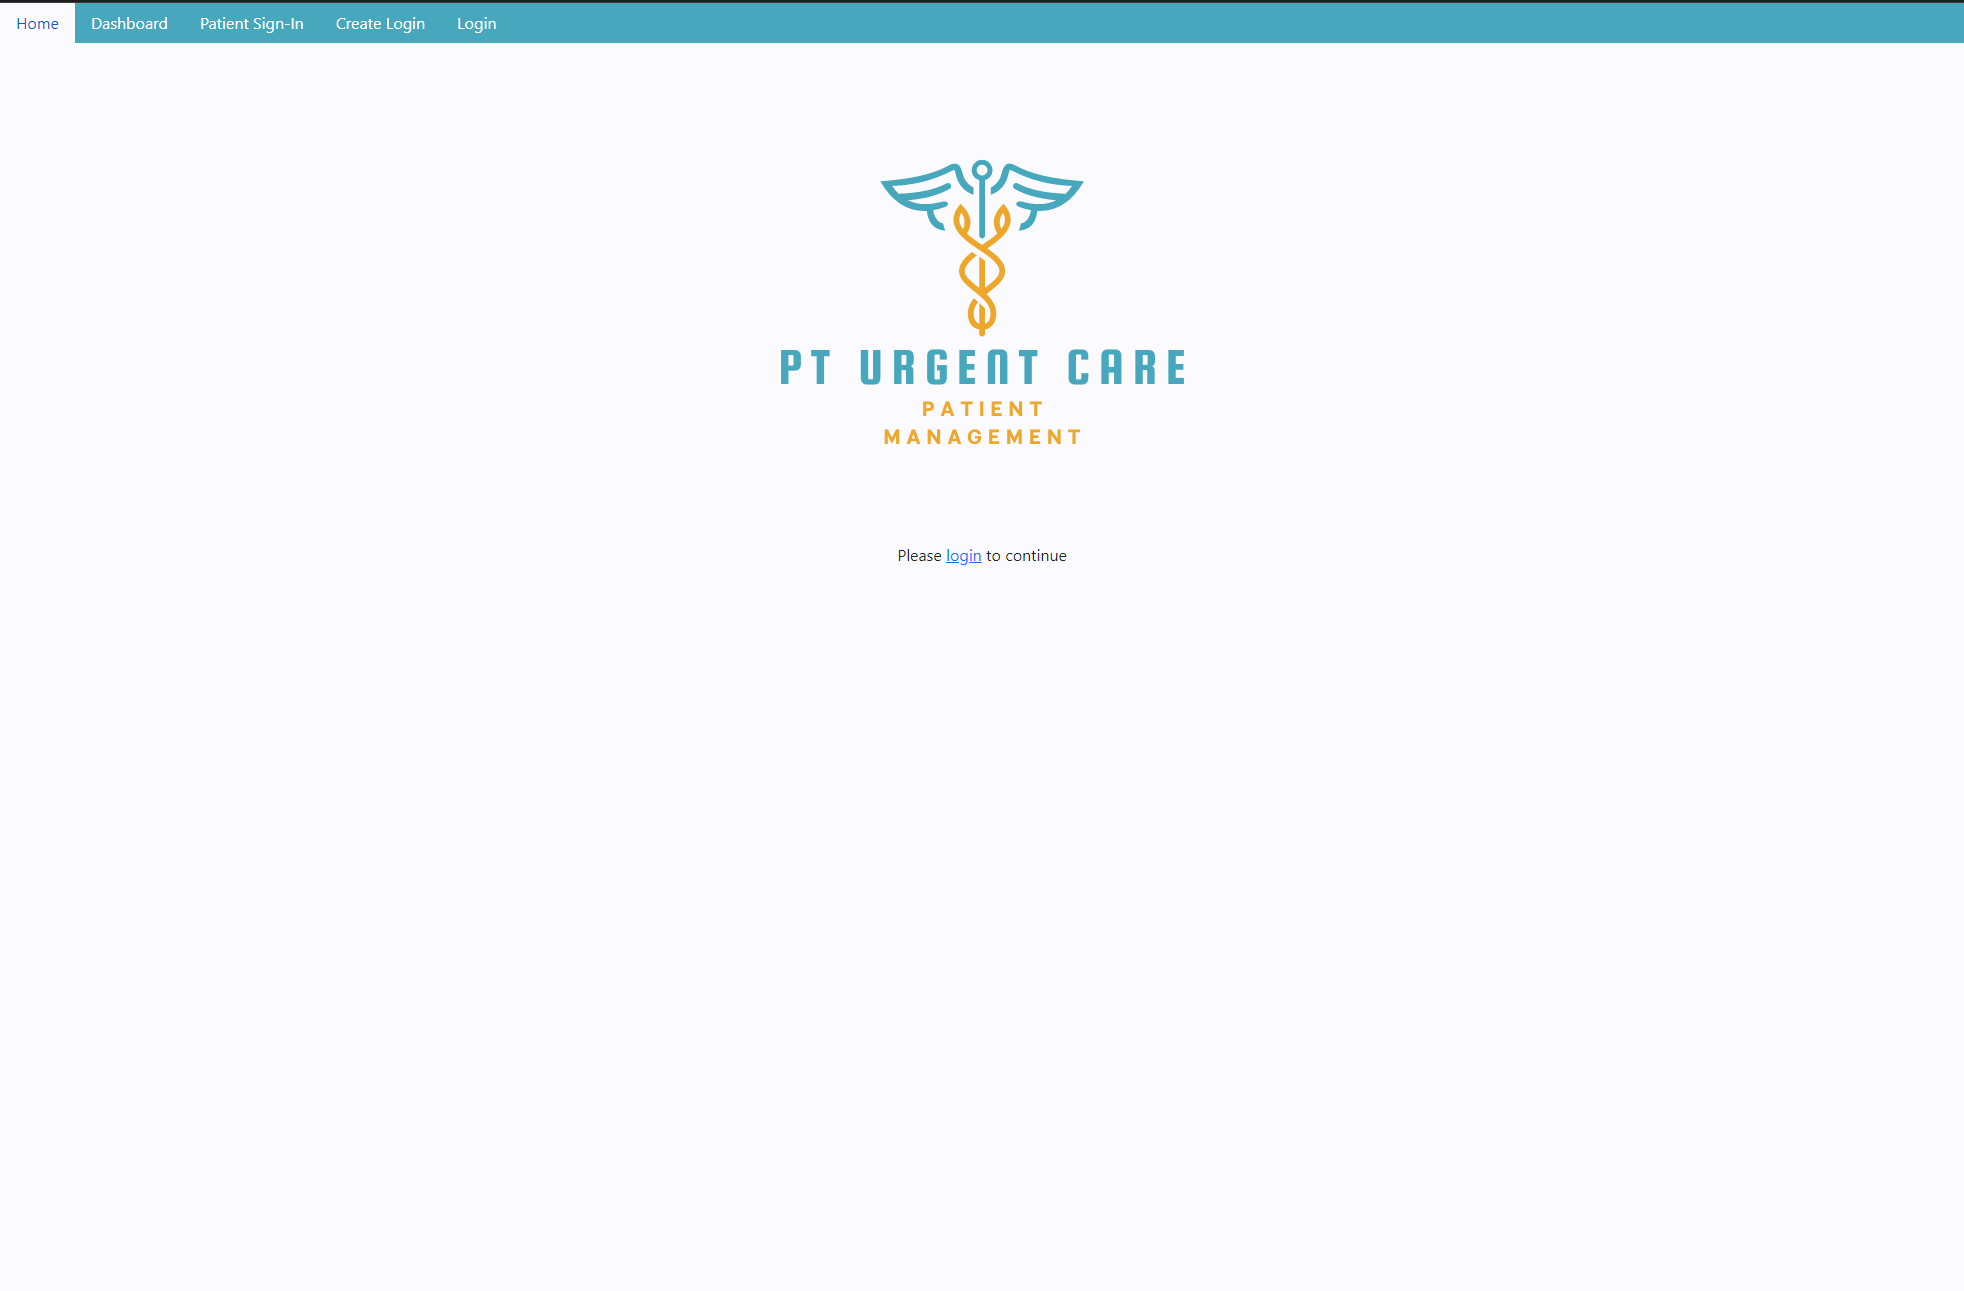 Home Dashboard Patient Sign-In Create Login Login
PT URGENT CARE
PATIENT
MANAGEMENT
Please login to continue